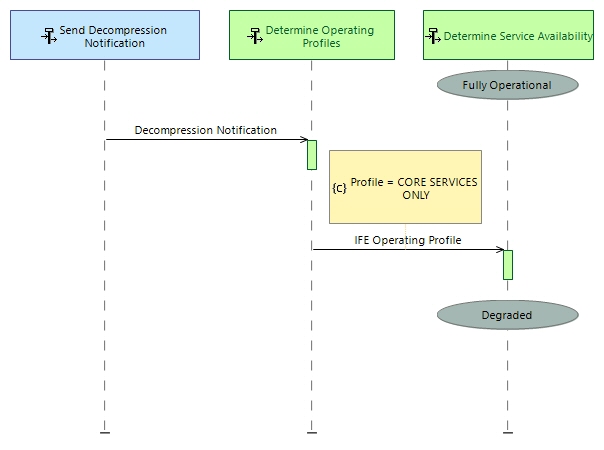 Send Decompression
Notification
Determine Operating
Profiles
Determine Service Availability
Fully Operational
Decompression Notification
{c} Profile = CORE SERVICES
ONLY
IFE Operating Profile
Degraded